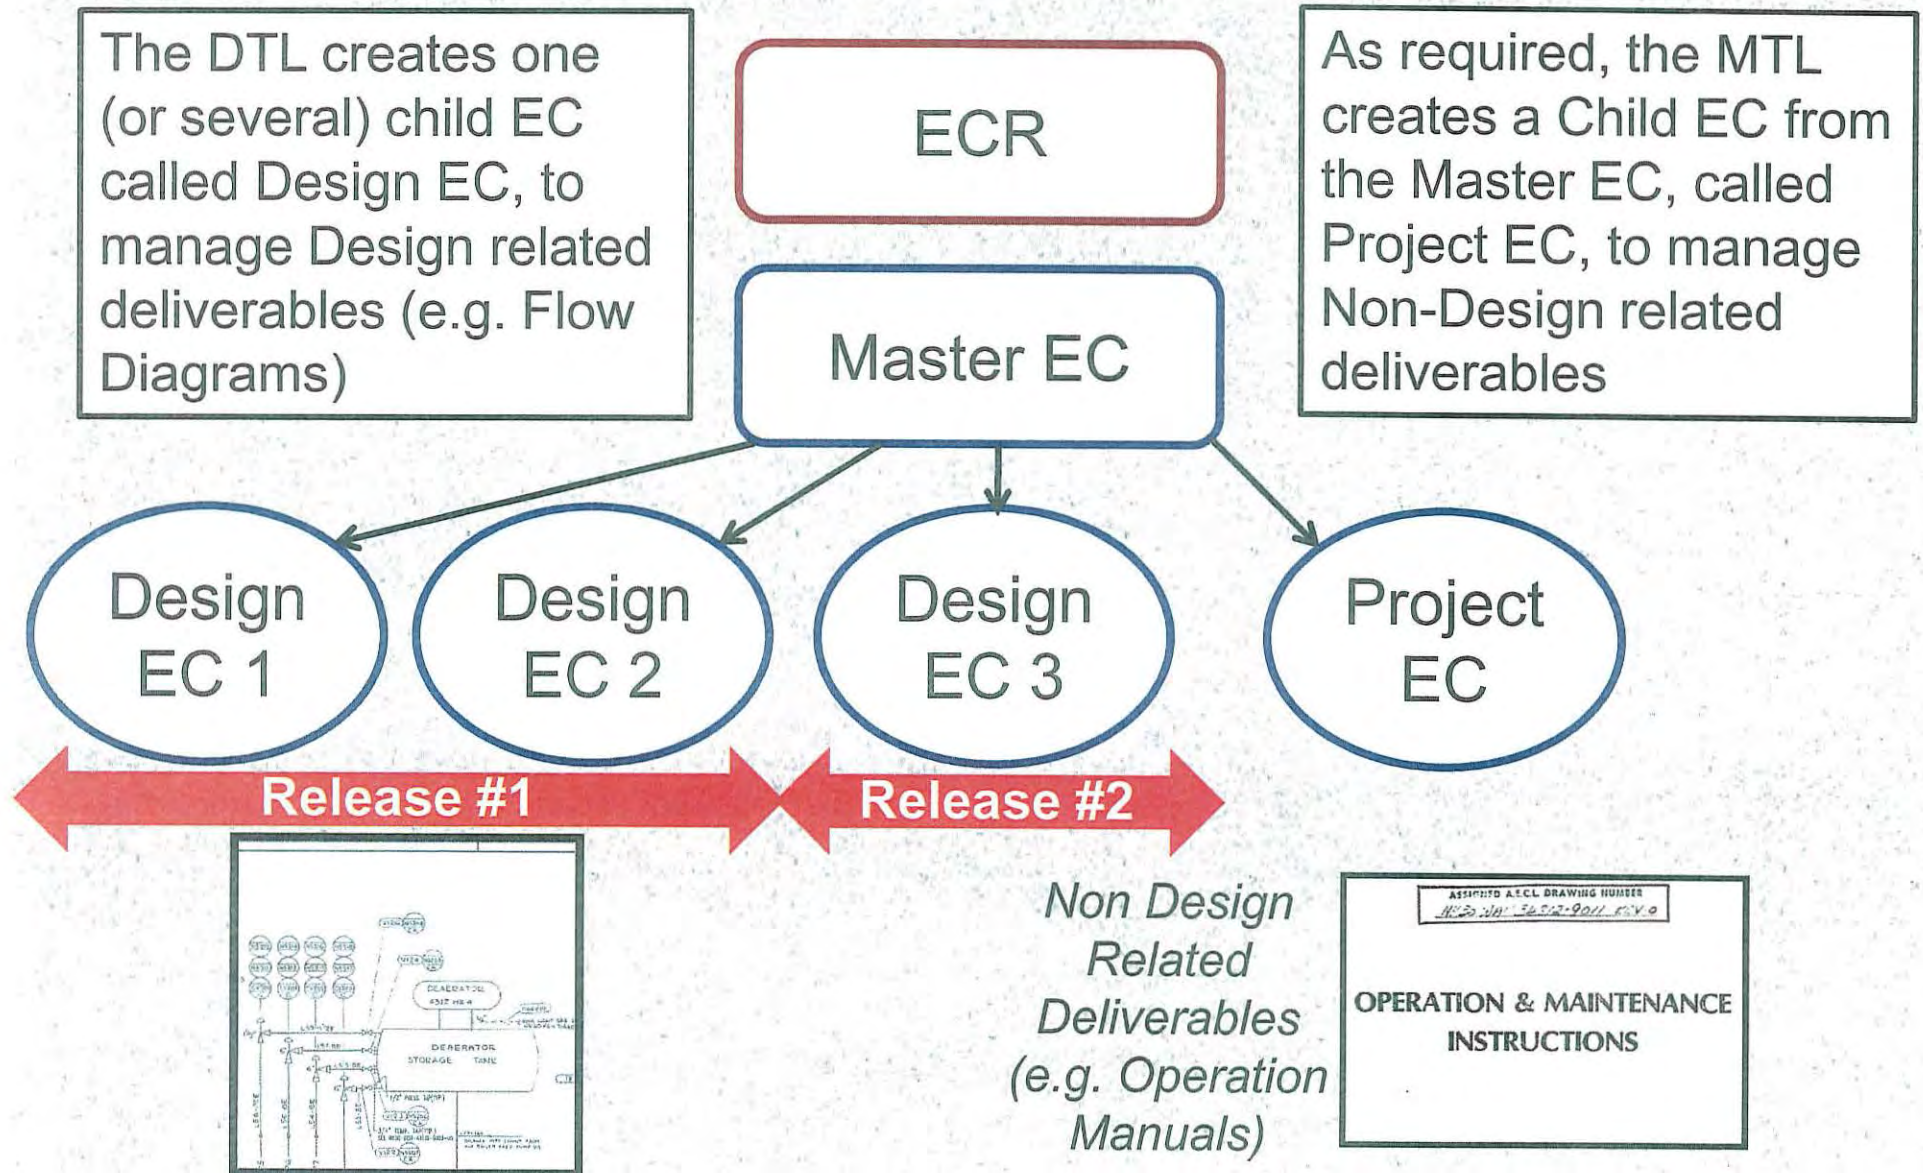 The DTL creates one
(or several) child EC
called Design EC, to
manage Design related
deliverables (e.g. Flow
Diagrams)
ECR
As required, the MTL
creates a Child EC from
the Master EC, called
Project EC, to manage
Non-Design related
deliverables
Master EC
Design
EC 1
Design
EC 2
Design
EC 3
Project
EC
Release #1
Release #2
DEAERATOR
DEAERATOR
STORAGE TANK
Non Design
Related
Deliverables
(e.g. Operation
Manuals)
ASSIGNED A.E.C.L. DRAWING NUMBER
OPERATION & MAINTENANCE
INSTRUCTIONS